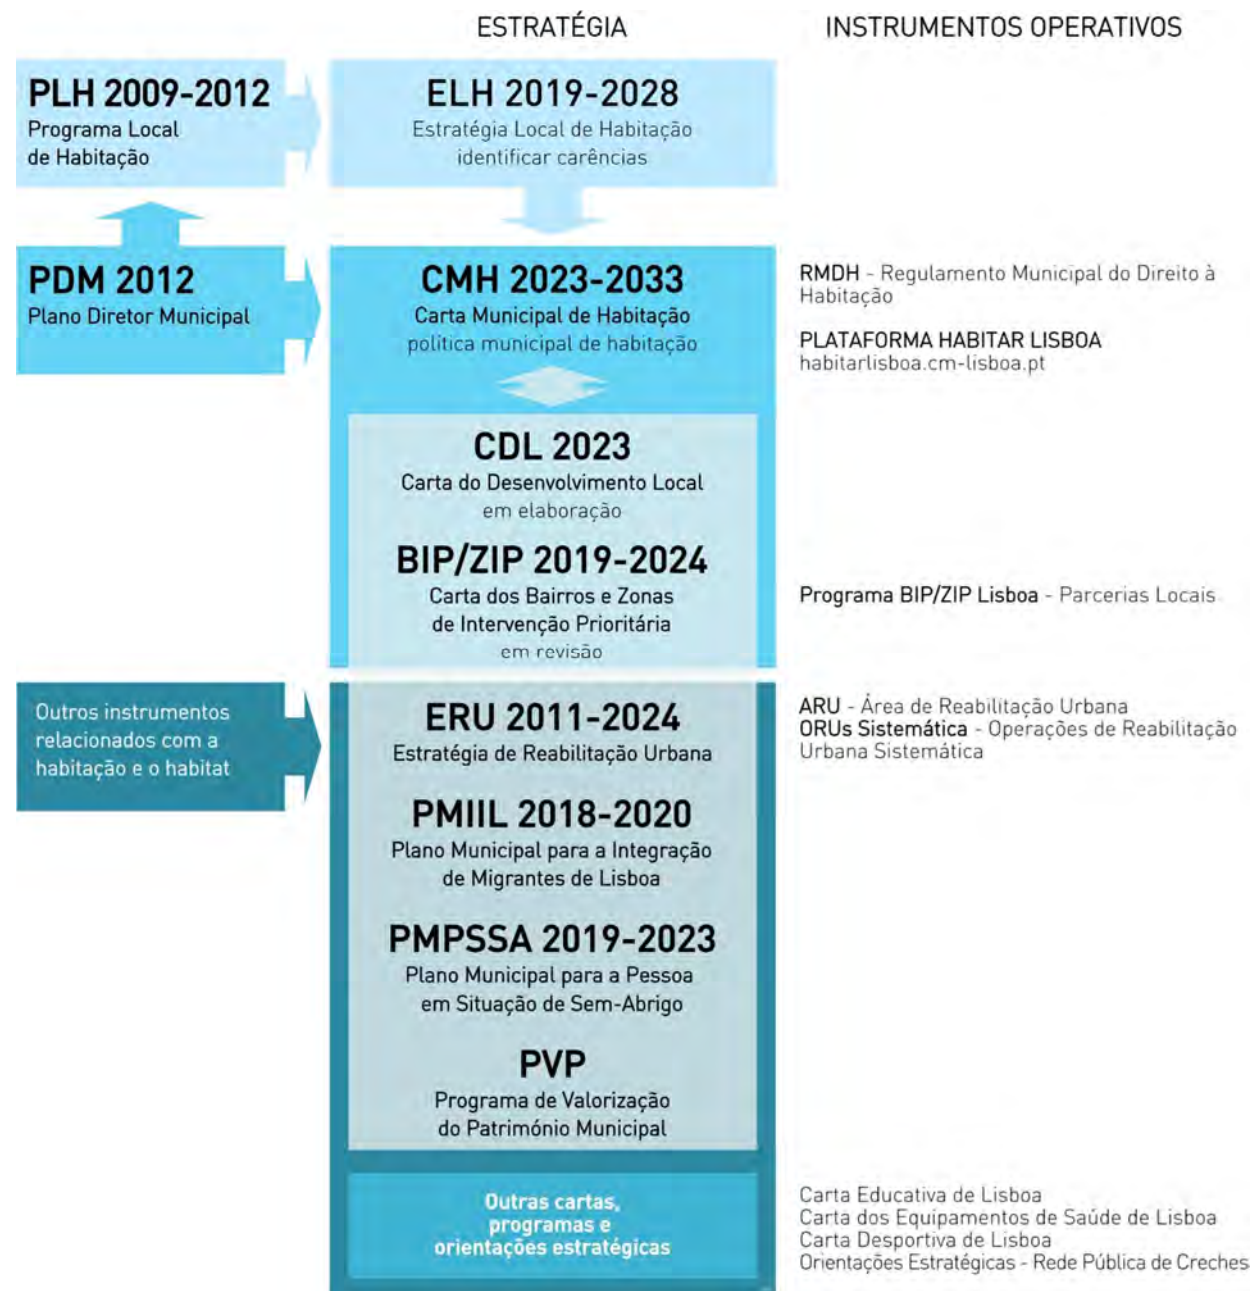 ESTRATÉGIA
INSTRUMENTOS OPERATIVOS
PLH 2009-2012
Programa Local
de Habitação
ELH 2019-2028
Estratégia Local de Habitação
identificar carências
PDM 2012
Plano Diretor Municipal
CMH 2023-2033
Carta Municipal de Habitação
política municipal de habitação
RMDH - Regulamento Municipal do Direito à
Habitação
PLATAFORMA HABITAR LISBOA
habitarlisboa.cm-lisboa.pt
CDL 2023
Carta do Desenvolvimento Local
em elaboração
BIP/ZIP 2019-2024
Carta dos Bairros e Zonas
de Intervenção Prioritária
em revisão
Programa BIP/ZIP Lisboa - Parcerias Locais
Outros instrumentos
relacionados com a
habitação e o habitat
ERU 2011-2024
Estratégia de Reabilitação Urbana
ARU - Área de Reabilitação Urbana
ORUs Sistemática - Operações de Reabilitação
Urbana Sistemática
PMIIL 2018-2020
Plano Municipal para a Integração
de Migrantes de Lisboa
PMPSSA 2019-2023
Plano Municipal para a Pessoa
em Situação de Sem-Abrigo
PVP
Programa de Valorização
do Património Municipal
Outras cartas,
programas e
orientações estratégicas
Carta Educativa de Lisboa
Carta dos Equipamentos de Saúde de Lisboa
Carta Desportiva de Lisboa
Orientações Estratégicas - Rede Pública de Creches